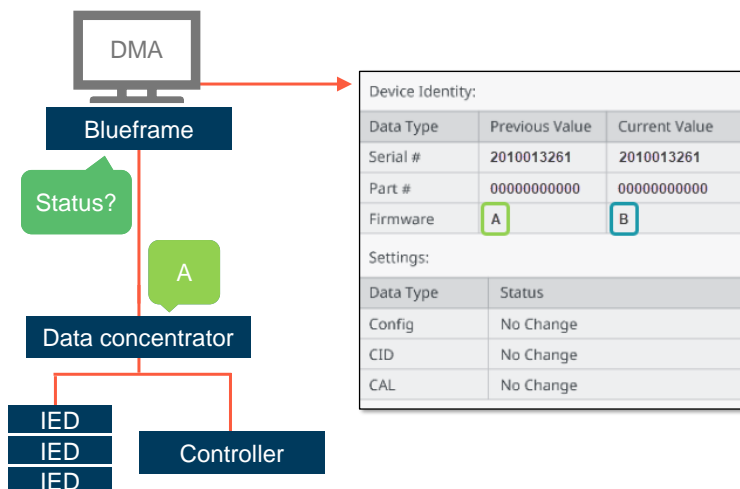 DMA
Blueframe
Status?
A
Data concentrator
IED
IED
IED
Controller
Device Identity:
Data Type Previous Value Current Value
Serial # 2010013261 2010013261
Part # 00000000000 00000000000
Firmware A B
Settings:
Data Type Status
Config No Change
CID No Change
CAL No Change